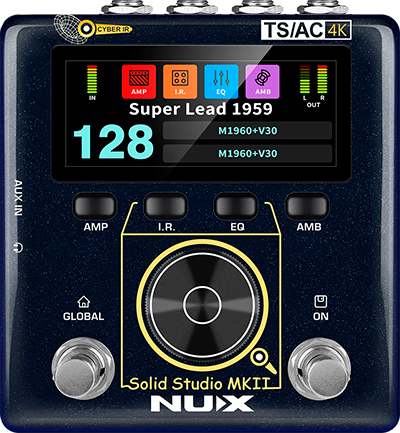 CYBER IR
TS/AC 4K
IN
AMP
I.R.
EQ
AMB
L R
OUT
Super Lead 1959
128
M1960+V30
M1960+V30
AUX IN
AMP
I.R.
EQ
AMB
GLOBAL
ON
Solid Studio MKII
NUX